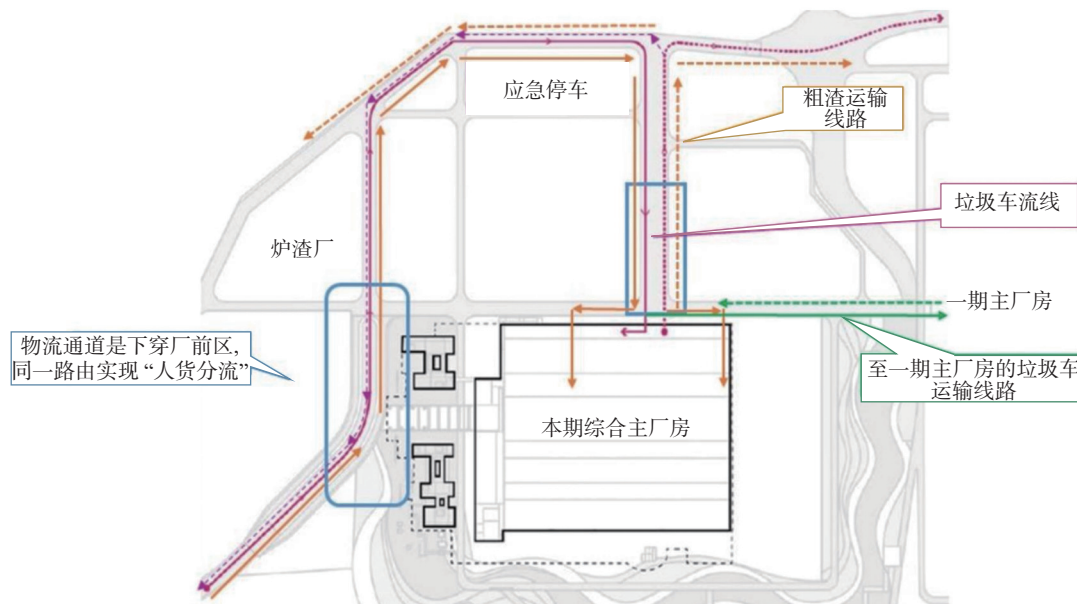 应急停车
粗渣运输
线路
垃圾车流线
炉渣厂
一期主厂房
物流通道是下穿厂前区,
同一路由实现“人货分流”
至一期主厂房的垃圾车
运输线路
本期综合主厂房